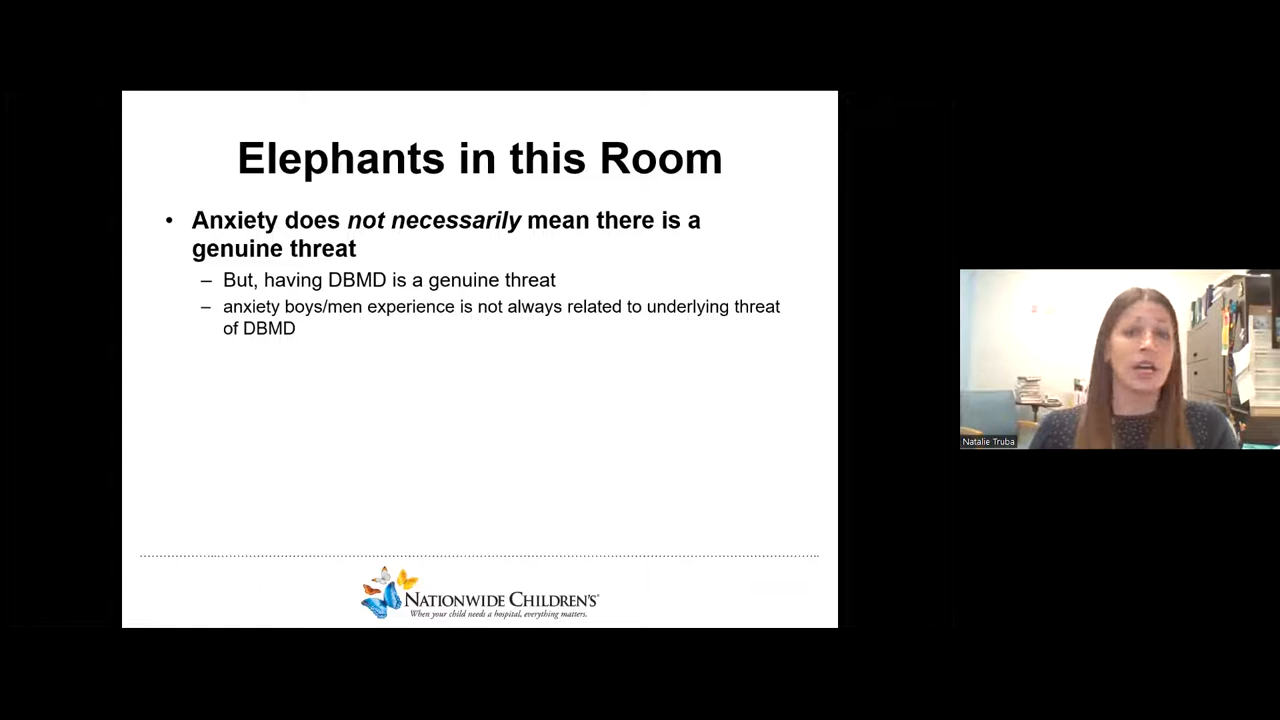 Elephants in this Room
• Anxiety does not necessarily mean there is a
genuine threat
– But, having DBMD is a genuine threat
– anxiety boys/men experience is not always related to underlying threat
of DBMD
NATIONWIDE CHILDREN'S®
When your child needs a hospital, everything matters.
Natalie Truba